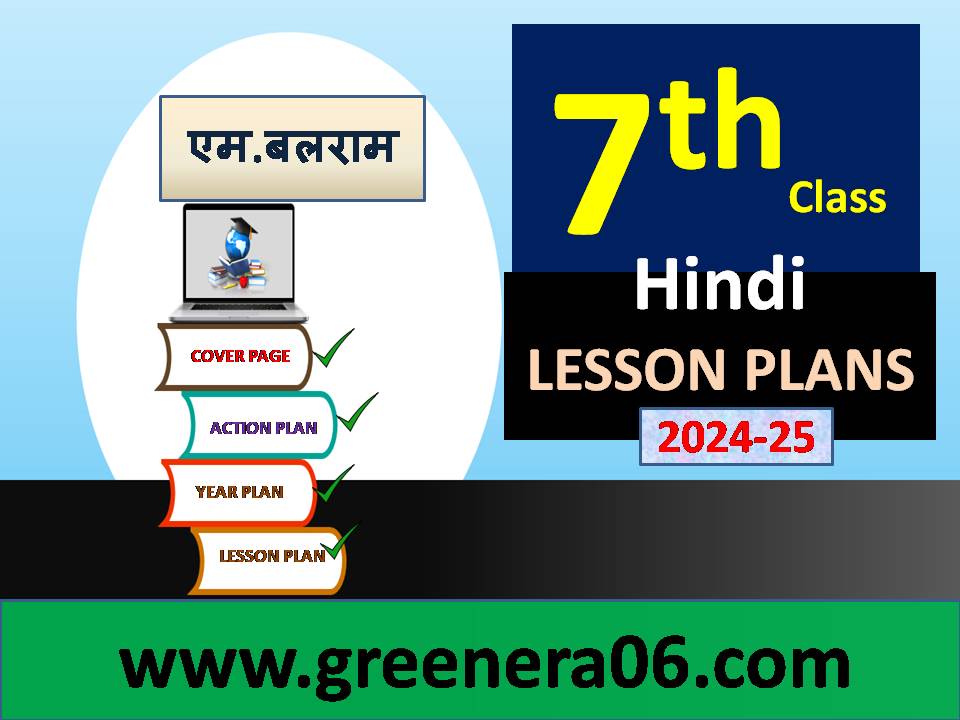 एम.बलराम
COVER PAGE
ACTION PLAN
YEAR PLAN
LESSON PLAN
7th
Class
Hindi
LESSON PLANS
2024-25
www.greenera06.com